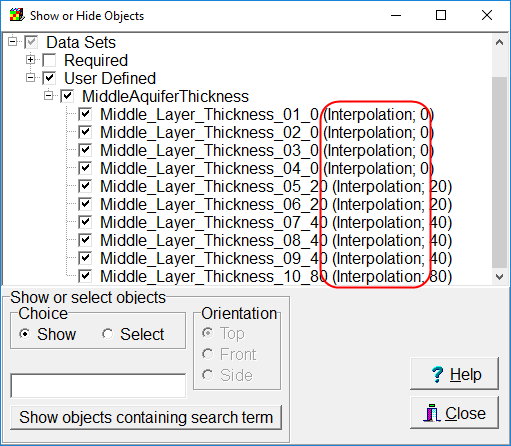 Show or Hide Objects
Data Sets
Required
User Defined
MiddleAquiferThickness
Middle_Layer_Thickness_01_0 (Interpolation; 0)
Middle_Layer_Thickness_02_0 (Interpolation; 0)
Middle_Layer_Thickness_03_0 (Interpolation; 0)
Middle_Layer_Thickness_04_0 (Interpolation; 0)
Middle_Layer_Thickness_05_20 (Interpolation; 20)
Middle_Layer_Thickness_06_20 (Interpolation; 20)
Middle_Layer_Thickness_07_40 (Interpolation; 40)
Middle_Layer_Thickness_08_40 (Interpolation; 40)
Middle_Layer_Thickness_09_40 (Interpolation; 40)
Middle_Layer_Thickness_10_80 (Interpolation; 80)
Show or select objects
Choice
Show
Select
Orientation
Top
Front
Side
Show objects containing search term
Help
Close